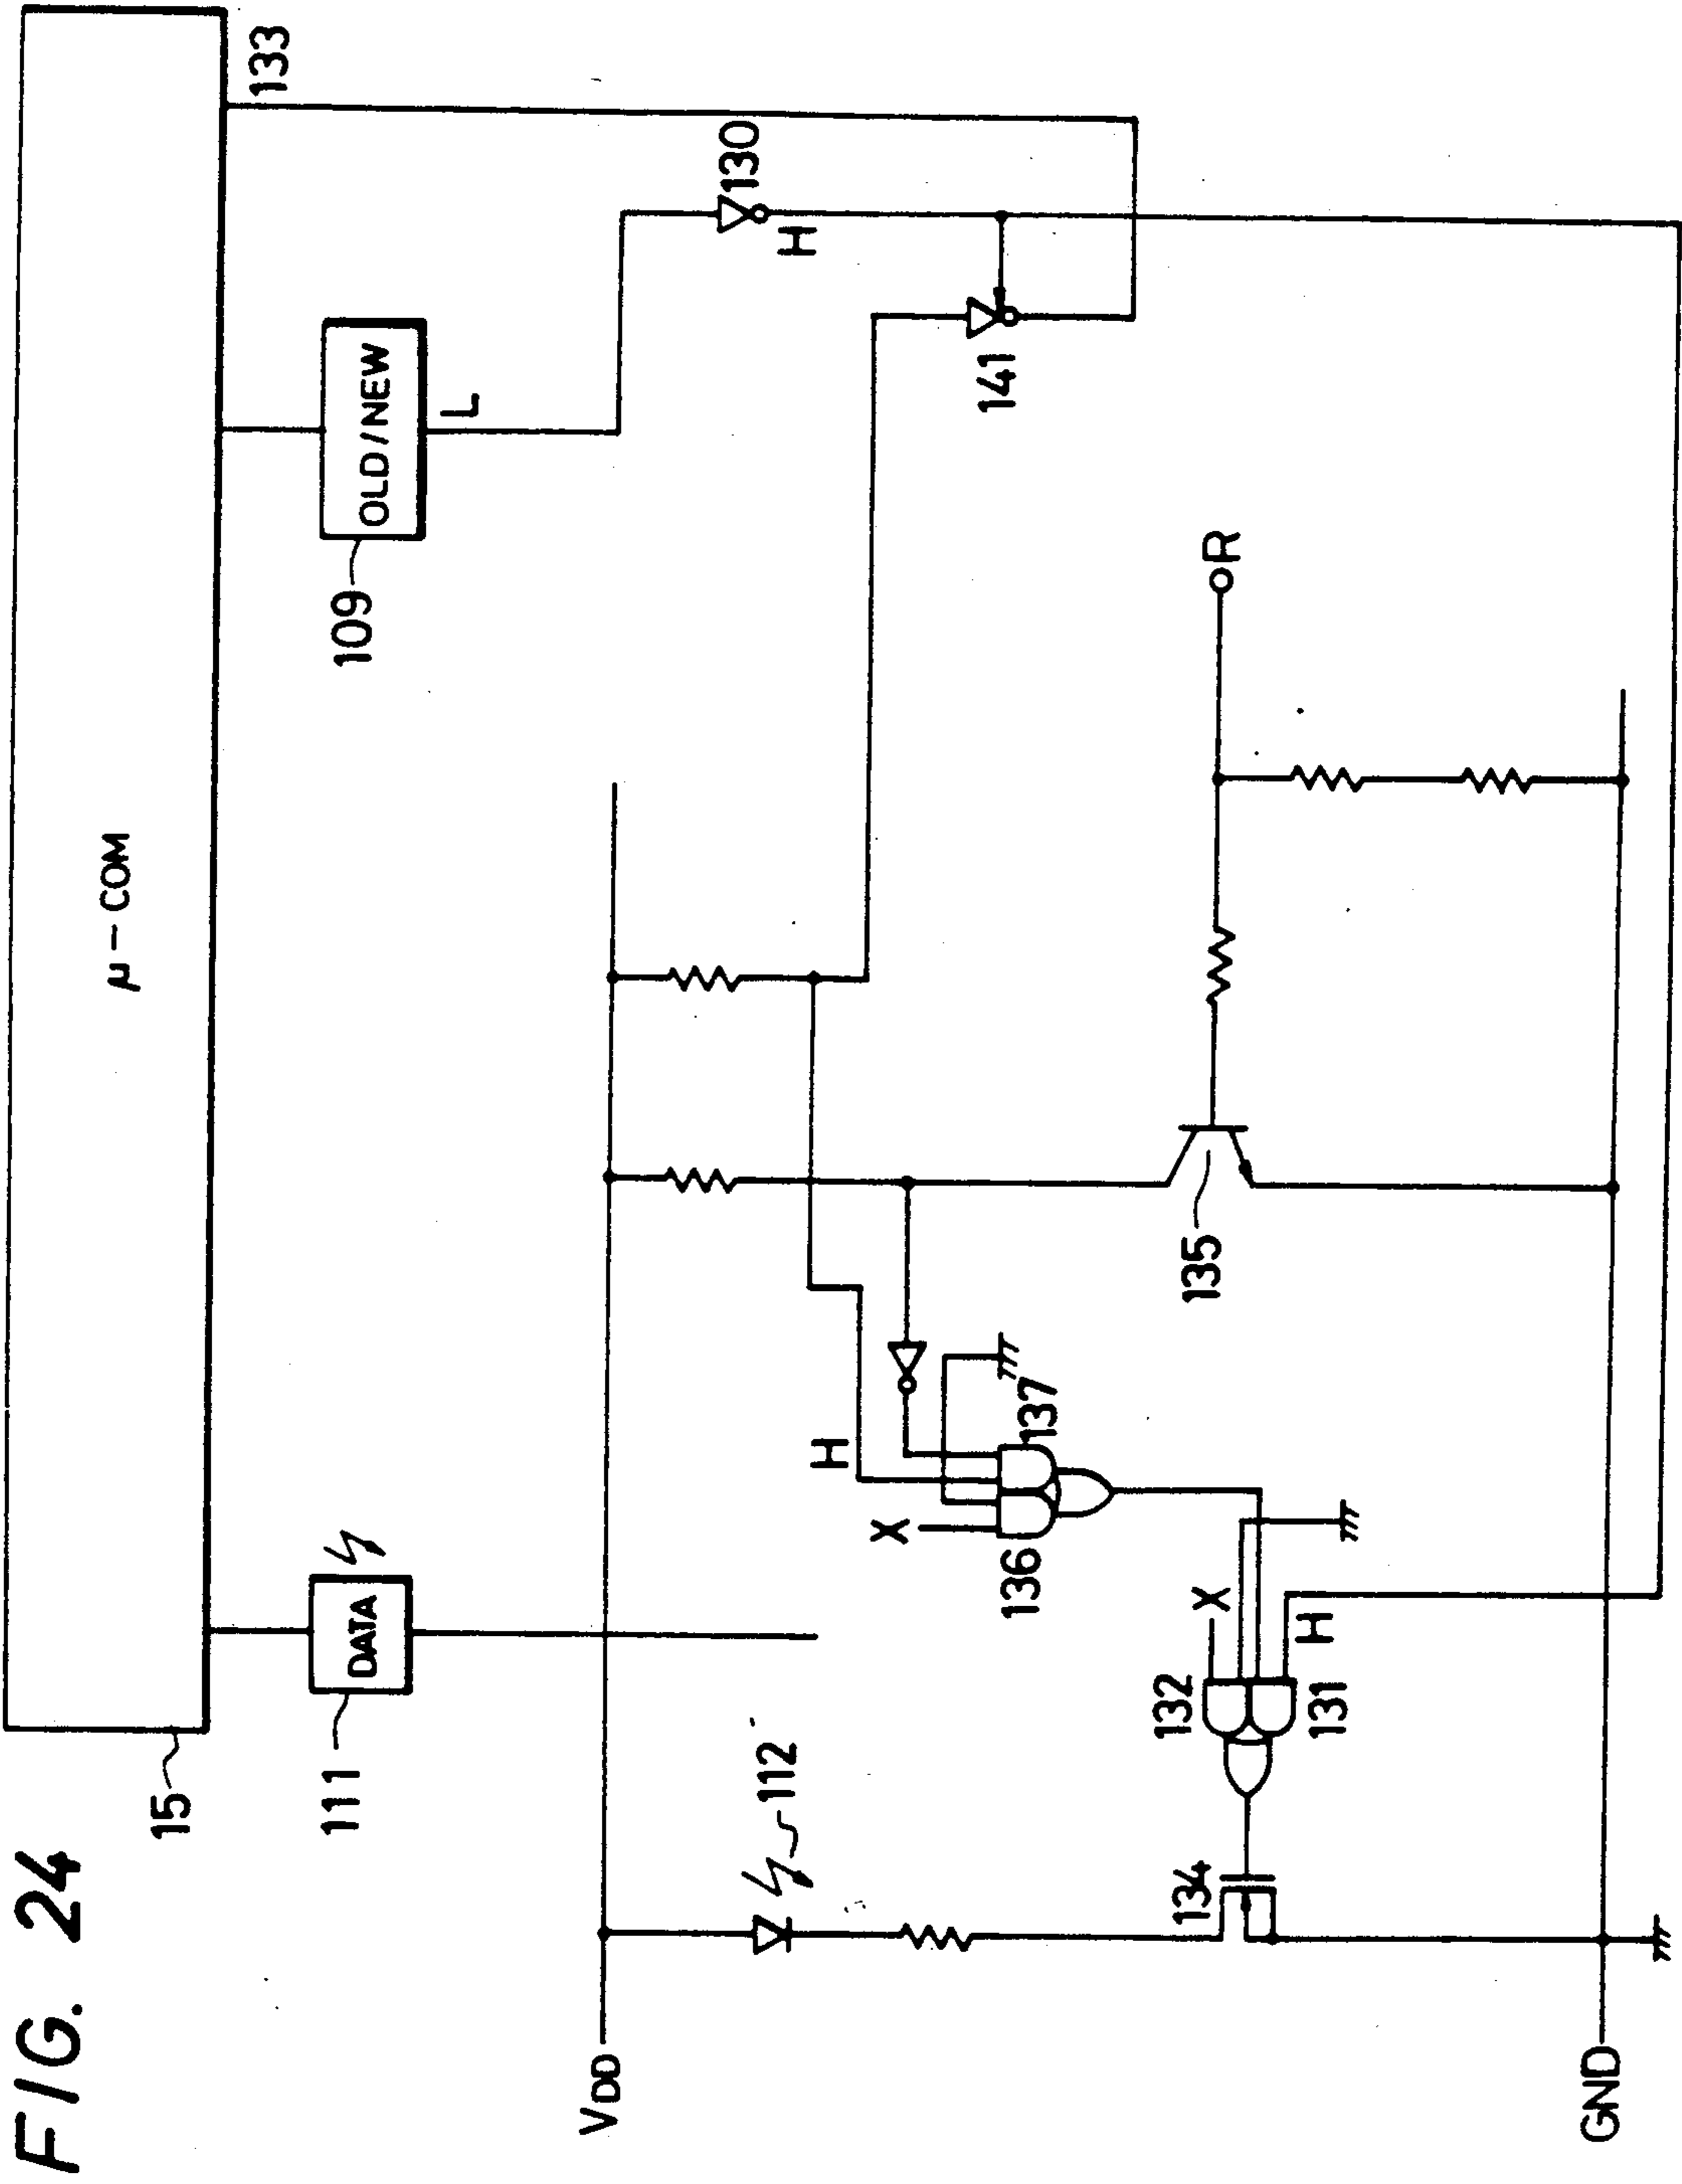 FIG. 24
15
μ-COM
133
111
DATA
109
OLD/NEW
L
130
H
141
VDD
112
H
X
136
137
135
R
134
132
X
131
H
GND